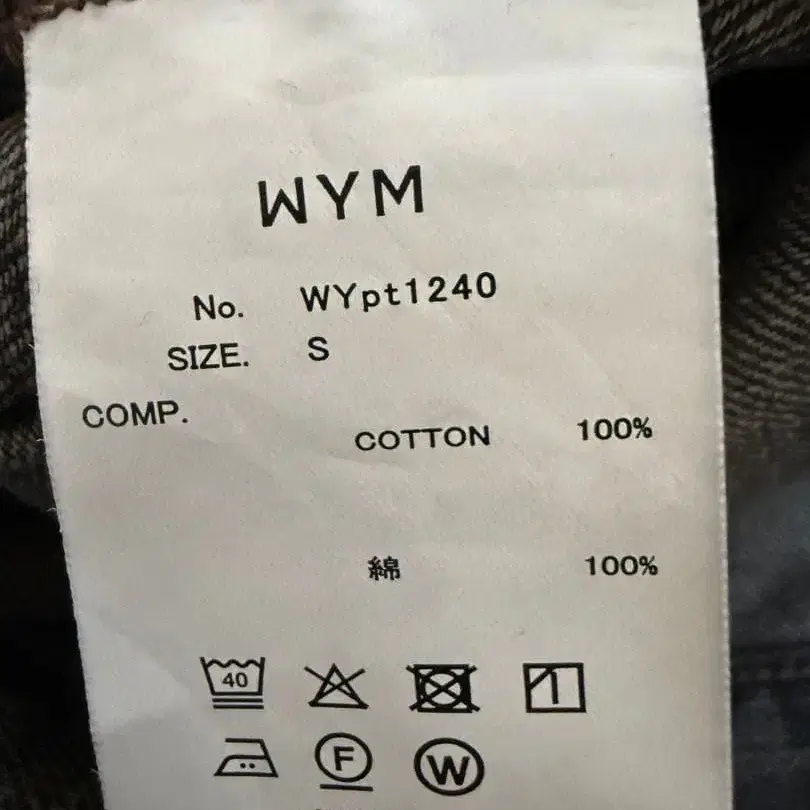 WYM
No. WYpt1240
SIZE. S
COMP.
COTTON 100%
綿 100%
40
F W